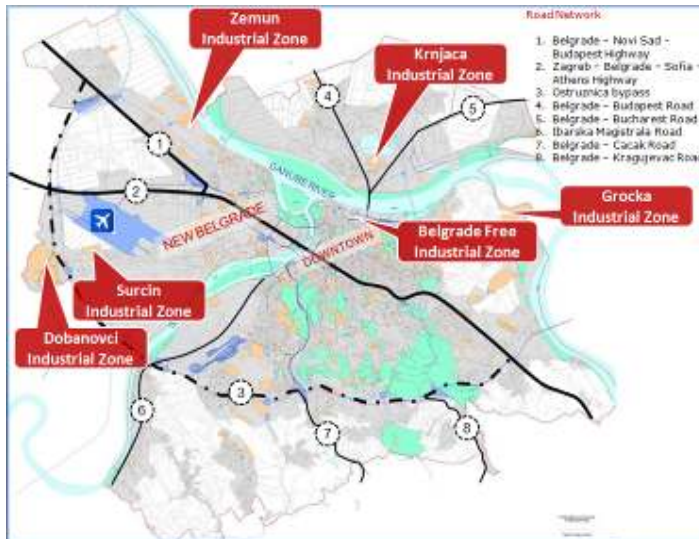 Zemun
Industrial Zone
Krnjaca
Industrial Zone
Road Network
1. Belgrade – Novi Sad -
Budapest Highway
2. Zagreb - Belgrade - Sofia -
Athens Highway
3. Ostruznica bypass
4. Belgrade – Budapest Road
5. Belgrade – Bucharest Road
6. Ibarska Magistrala Road
7. Belgrade – Cacak Road
8. Belgrade – Kragujevac Road
4
5
1
2
DANUBE RIVER
NEW BELGRADE
DOWNTOWN
Grocka
Industrial Zone
Belgrade Free
Industrial Zone
Surcin
Industrial Zone
Dobanovci
Industrial Zone
3
6
7
8